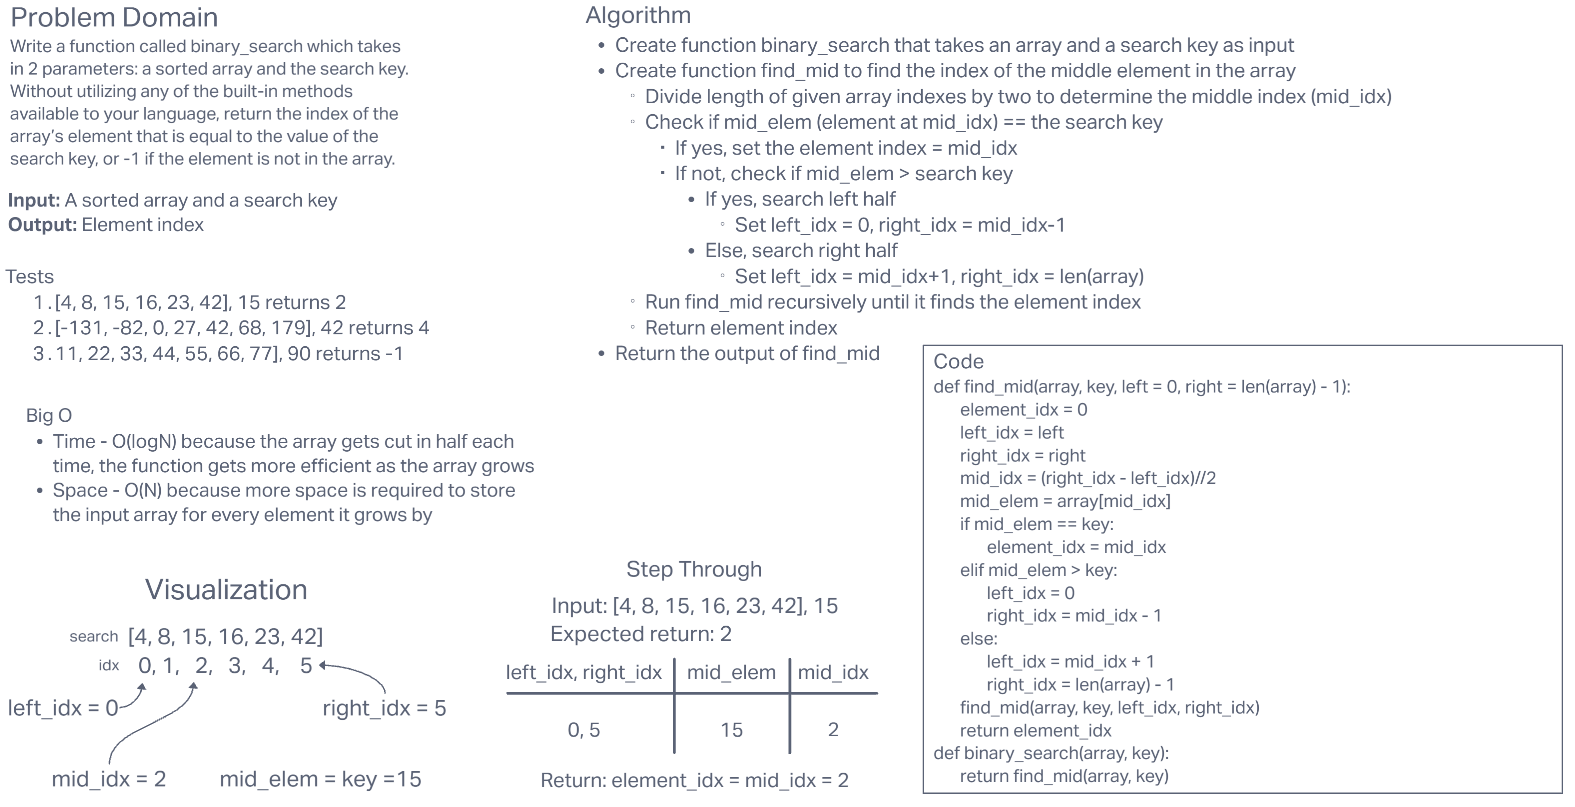 Problem Domain
Write a function called binary_search which takes
in 2 parameters: a sorted array and the search key.
Without utilizing any of the built-in methods
available to your language, return the index of the
array's element that is equal to the value of the
search key, or -1 if the element is not in the array.
Input: A sorted array and a search key
Output: Element index
Tests
1. [4, 8, 15, 16, 23, 42], 15 returns 2
2. [-131, -82, 0, 27, 42, 68, 179], 42 returns 4
3. 11, 22, 33, 44, 55, 66, 77], 90 returns -1
Big O
• Time - O(logN) because the array gets cut in half each
time, the function gets more efficient as the array grows
• Space - O(N) because more space is required to store
the input array for every element it grows by
Visualization
search [4, 8, 15, 16, 23, 42]
idx 0, 1, 2, 3, 4, 5
left_idx = 0
right_idx = 5
mid_idx = 2
mid_elem = key =15
Algorithm
• Create function binary_search that takes an array and a search key as input
• Create function find_mid to find the index of the middle element in the array
◦ Divide length of given array indexes by two to determine the middle index (mid_idx)
◦ Check if mid_elem (element at mid_idx) == the search key
▪ If yes, set the element index = mid_idx
▪ If not, check if mid_elem > search key
• If yes, search left half
◦ Set left_idx = 0, right_idx = mid_idx-1
• Else, search right half
◦ Set left_idx = mid_idx+1, right_idx = len(array)
◦ Run find_mid recursively until it finds the element index
◦ Return element index
• Return the output of find_mid
Step Through
Input: [4, 8, 15, 16, 23, 42], 15
Expected return: 2
left_idx, right_idx mid_elem mid_idx
0, 5 15 2
Return: element_idx = mid_idx = 2
Code
def find_mid(array, key, left = 0, right = len(array) - 1):
element_idx = 0
left_idx = left
right_idx = right
mid_idx = (right_idx - left_idx)//2
mid_elem = array[mid_idx]
if mid_elem == key:
element_idx = mid_idx
elif mid_elem > key:
left_idx = 0
right_idx = mid_idx - 1
else:
left_idx = mid_idx + 1
right_idx = len(array) - 1
find_mid(array, key, left_idx, right_idx)
return element_idx
def binary_search(array, key):
return find_mid(array, key)